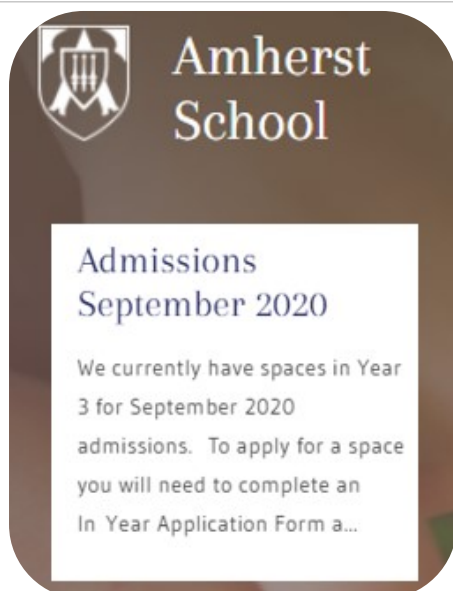 Amherst
School
Admissions
September 2020
We currently have spaces in Year
3 for September 2020
admissions.  To apply for a space
you will need to complete an
In Year Application Form a...